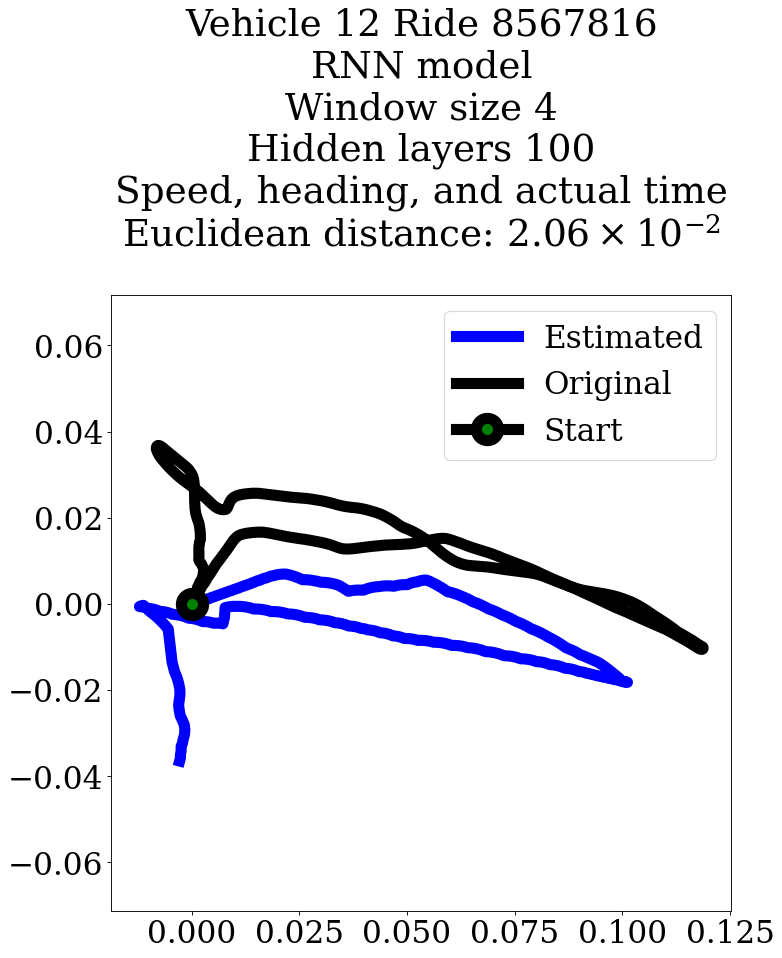 Vehicle 12 Ride 8567816
RNN model
Window size 4
Hidden layers 100
Speed, heading, and actual time
Euclidean distance: 2.06 × 10⁻²
Estimated
Original
Start
0.06
0.04
0.02
0.00
−0.02
−0.04
−0.06
0.000 0.025 0.050 0.075 0.100 0.125